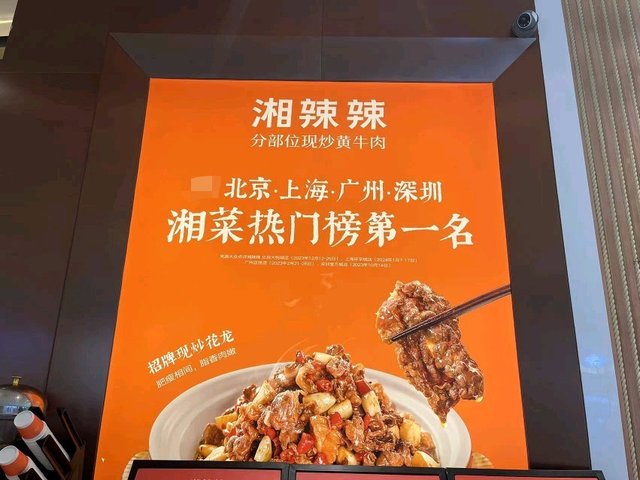 湘辣辣
分部位现炒黄牛肉
北京·上海·广州·深圳
湘菜热门榜第一名
招牌现炒花龙
肥瘦相间，脂香肉嫩